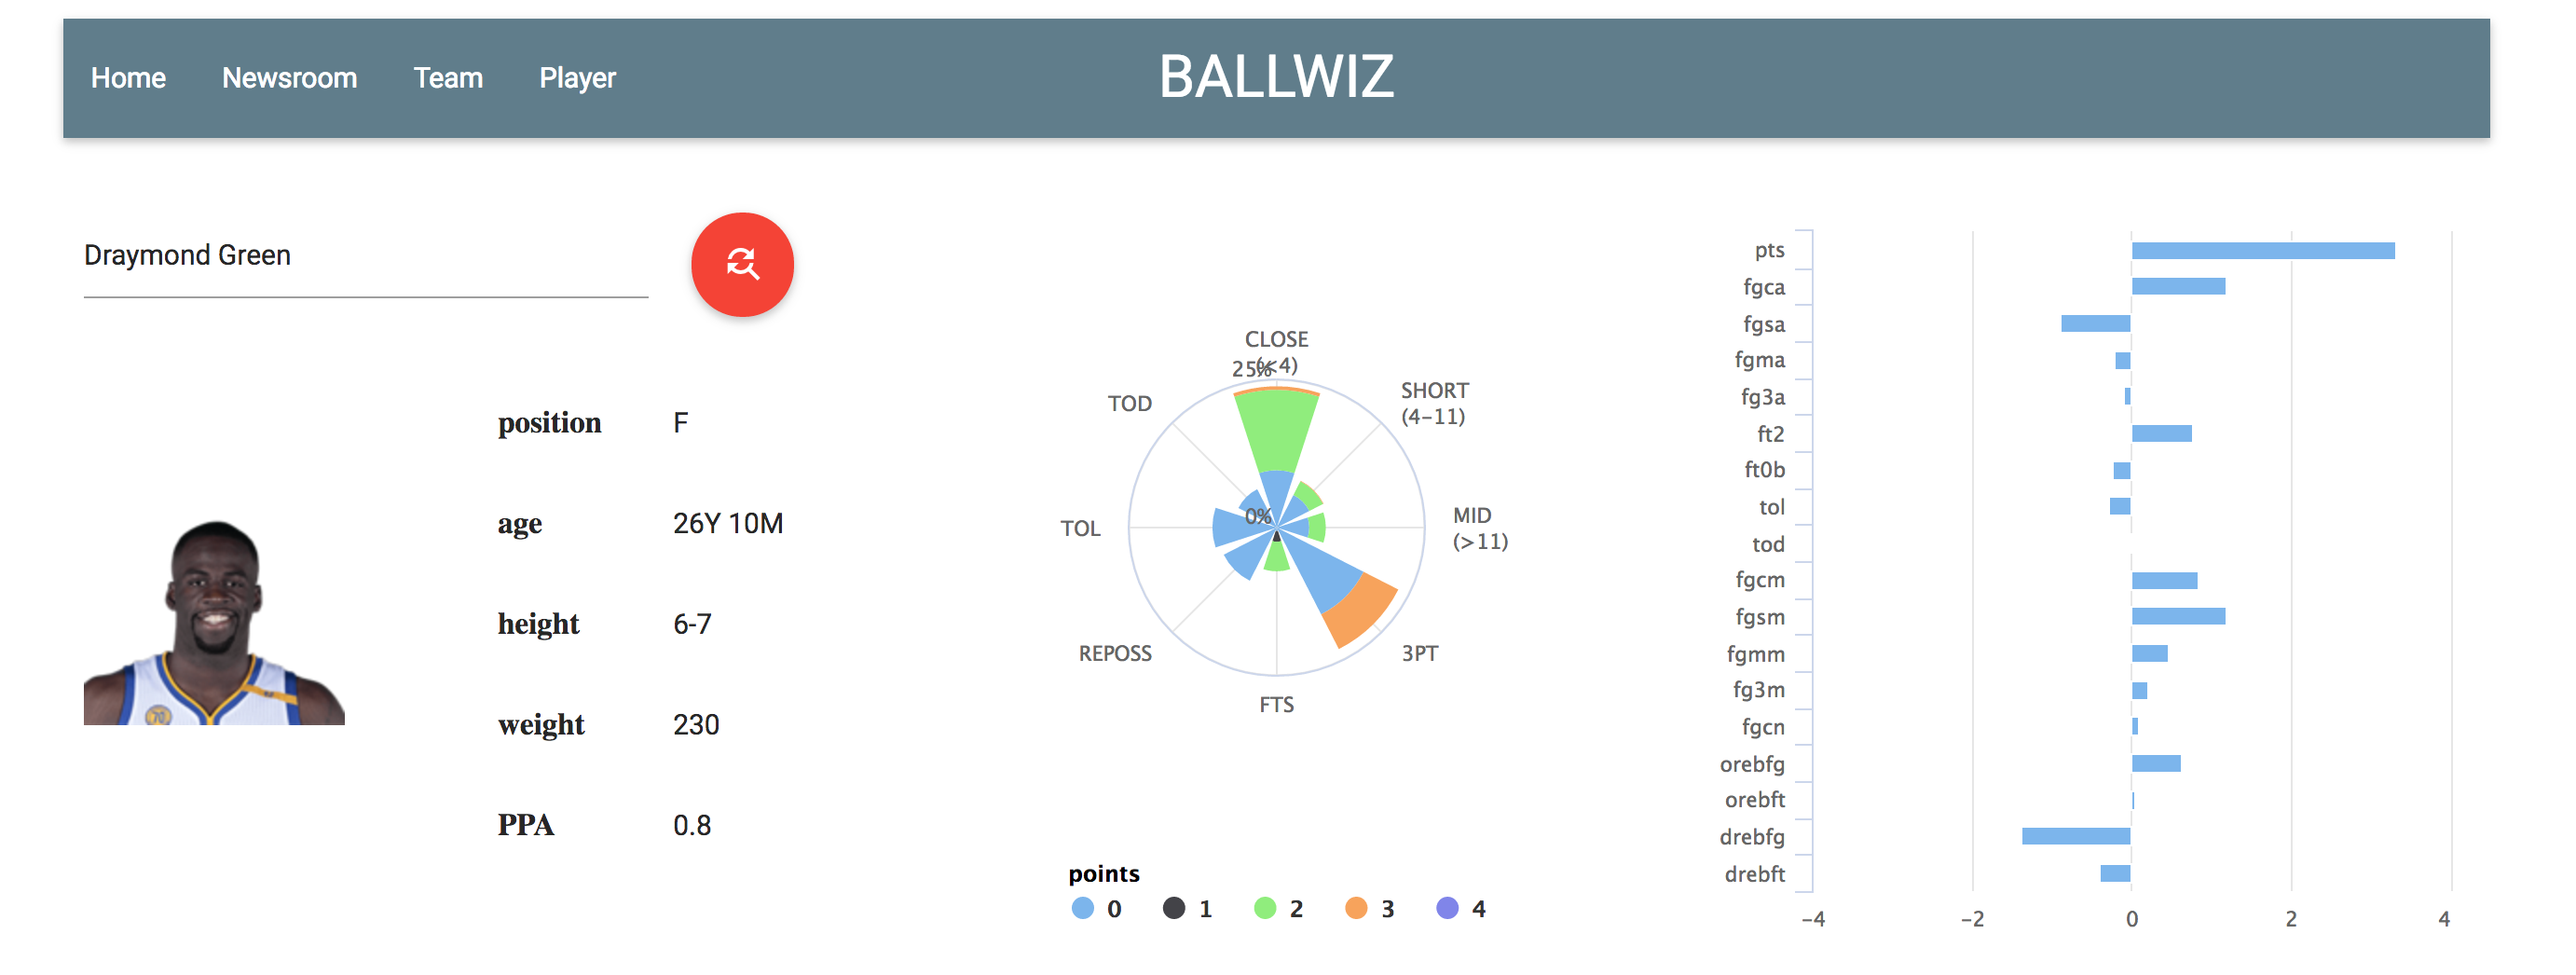 Home Newsroom Team Player BALLWIZ
Draymond Green
position F
age 26Y 10M
height 6-7
weight 230
PPA 0.8
CLOSE
(<4)
25%
SHORT
(4-11)
MID
(>11)
3PT
FTS
REPOSS
TOL
TOD
0%
points
0 1 2 3 4
pts
fgca
fgsa
fgma
fg3a
ft2
ft0b
tol
tod
fgcm
fgsm
fgmm
fg3m
fgcn
orebfg
orebft
drebfg
drebft
-4 -2 0 2 4